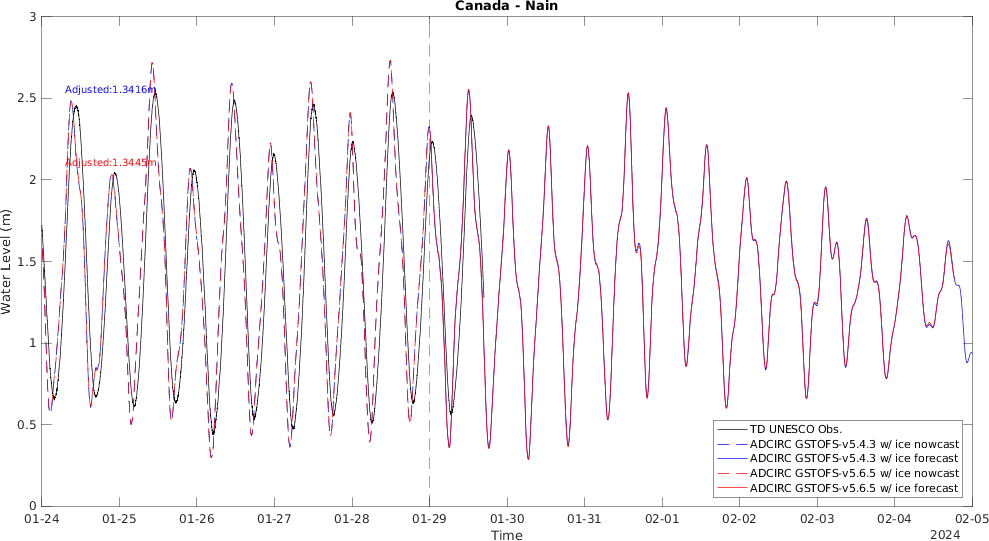 Canada - Nain
3
2.5
2
1.5
1
0.5
0
Water Level (m)
Adjusted:1.3416m
Adjusted:1.3445m
TD UNESCO Obs.
ADCIRC GSTOFS-v5.4.3 w/ ice nowcast
ADCIRC GSTOFS-v5.4.3 w/ ice forecast
ADCIRC GSTOFS-v5.6.5 w/ ice nowcast
ADCIRC GSTOFS-v5.6.5 w/ ice forecast
01-24 01-25 01-26 01-27 01-28 01-29 01-30 01-31 02-01 02-02 02-03 02-04 02-05
Time
2024